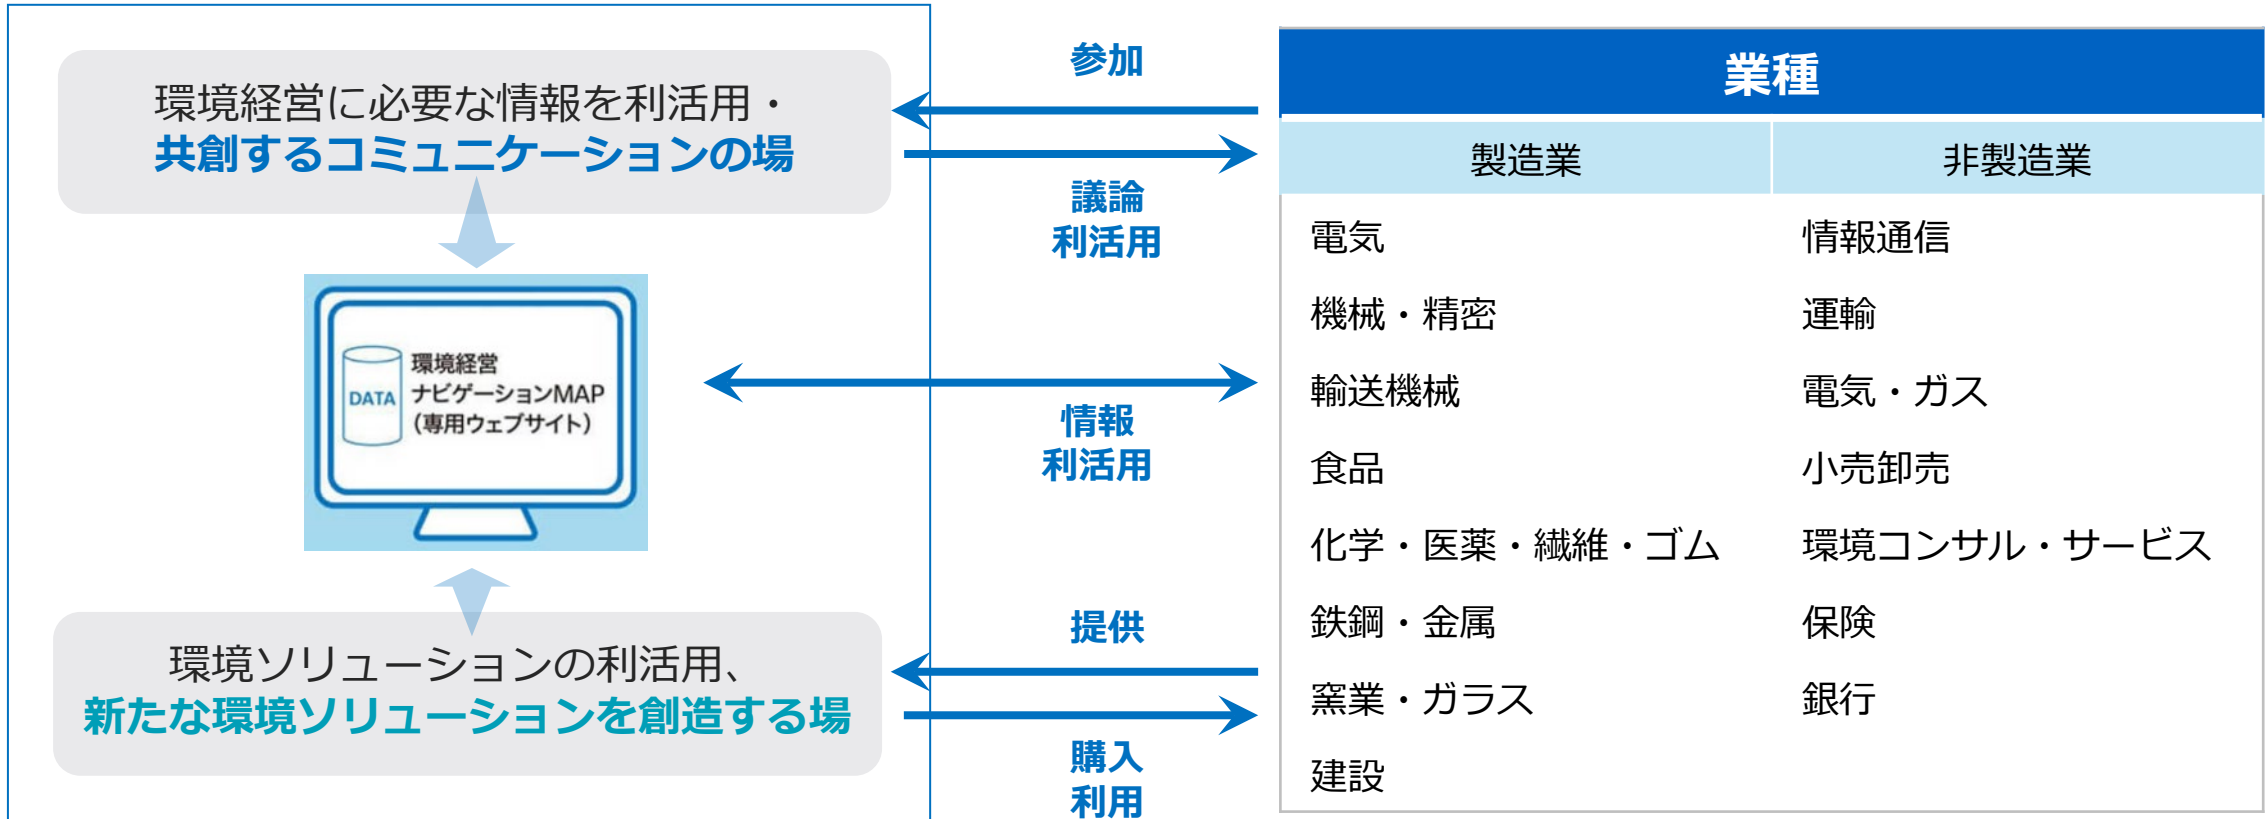 環境経営に必要な情報を利活用・
共創するコミュニケーションの場
DATA
環境経営
ナビゲーションMAP
(専用ウェブサイト)
環境ソリューションの利活用、
新たな環境ソリューションを創造する場
参加
議論
利活用
情報
利活用
提供
購入
利用
業種
製造業
非製造業
電気
情報通信
機械・精密
運輸
輸送機械
電気・ガス
食品
小売卸売
化学・医薬・繊維・ゴム
環境コンサル・サービス
鉄鋼・金属
保険
窯業・ガラス
銀行
建設